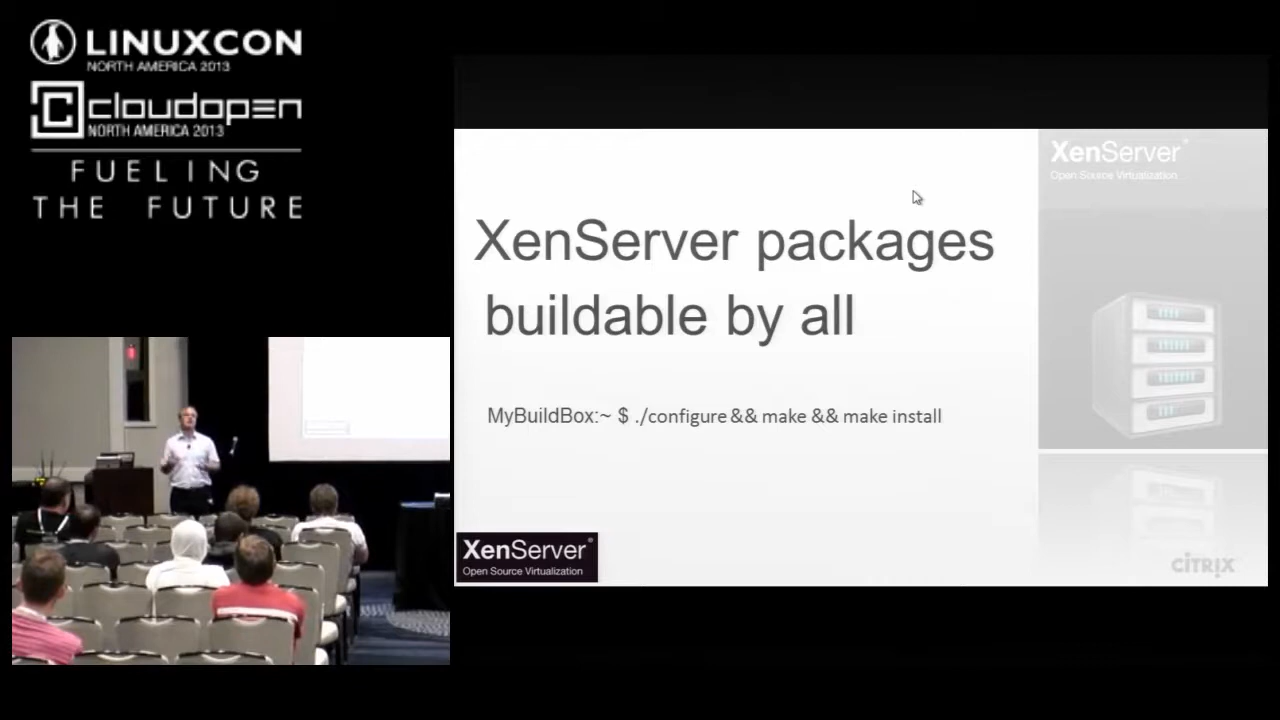 LINUXCON
NORTH AMERICA 2013
cloudopen
NORTH AMERICA 2013
FUELING
THE FUTURE
XenServer®
Open Source Virtualization
XenServer packages
buildable by all
MyBuildBox:~ $ ./configure && make && make install
XenServer®
Open Source Virtualization
CITRIX